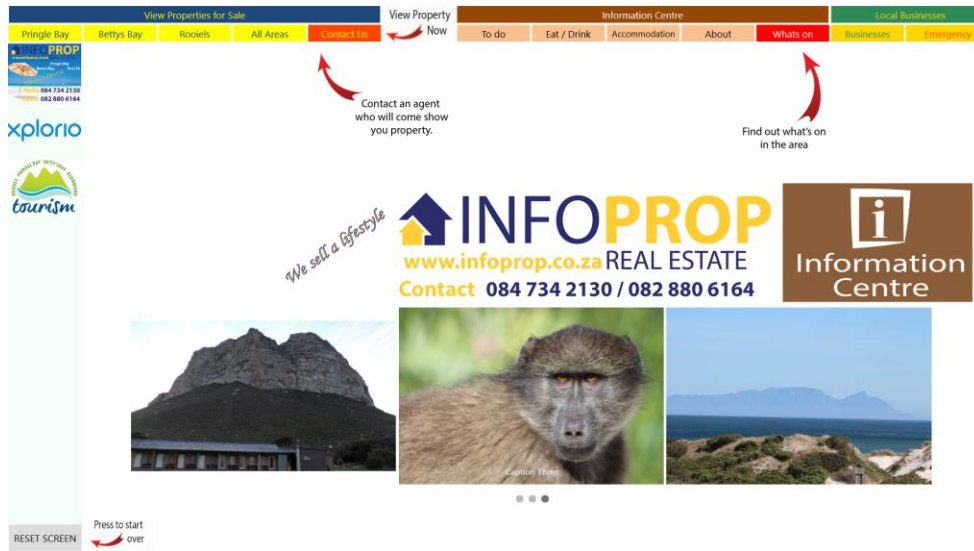 View Properties for Sale
View Property
Now
Information Centre
Local Businesses
Pringle Bay
Bettys Bay
Rooiels
All Areas
Contact Us
To do
Eat / Drink
Accommodation
About
Whats on
Businesses
Emergency
INFOPROP
084 734 2130
082 880 6164
xplorio
tourism
Contact an agent
who will come show
you property.
Find out what's on
in the area
We sell a lifestyle
INFOPROP
www.infoprop.co.za REAL ESTATE
Contact 084 734 2130 / 082 880 6164
i
Information
Centre
Caption Three
RESET SCREEN
Press to start
over